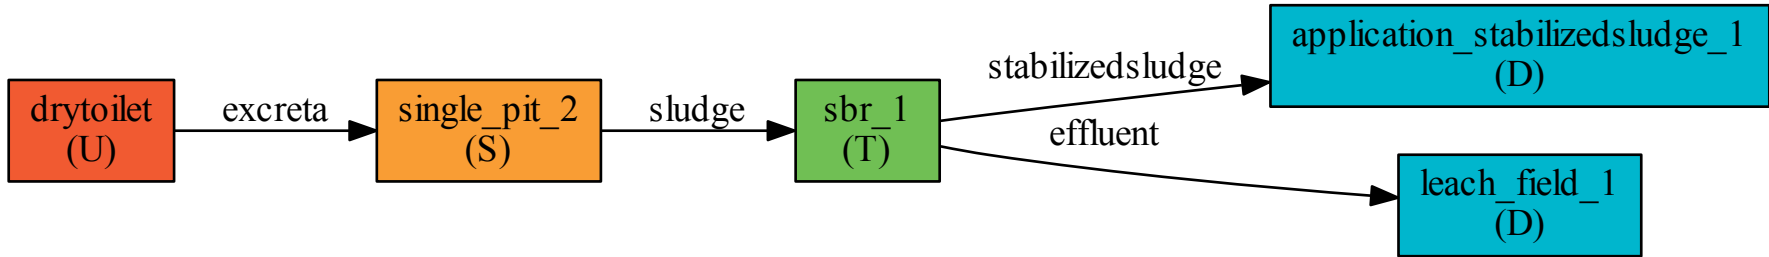 drytoilet
(U)
excreta
single_pit_2
(S)
sludge
sbr_1
(T)
stabilizedsludge
effluent
application_stabilizedsludge_1
(D)
leach_field_1
(D)